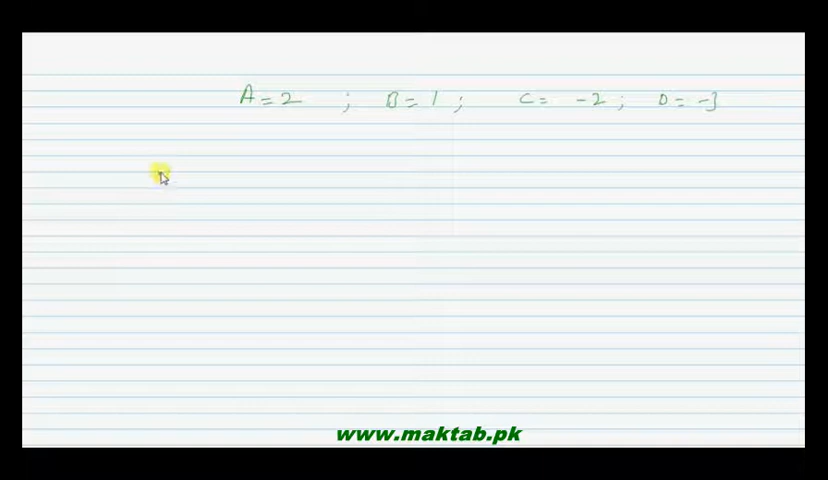 A = 2 ; B = 1 ; C = -2 ; D = -3
www.maktab.pk